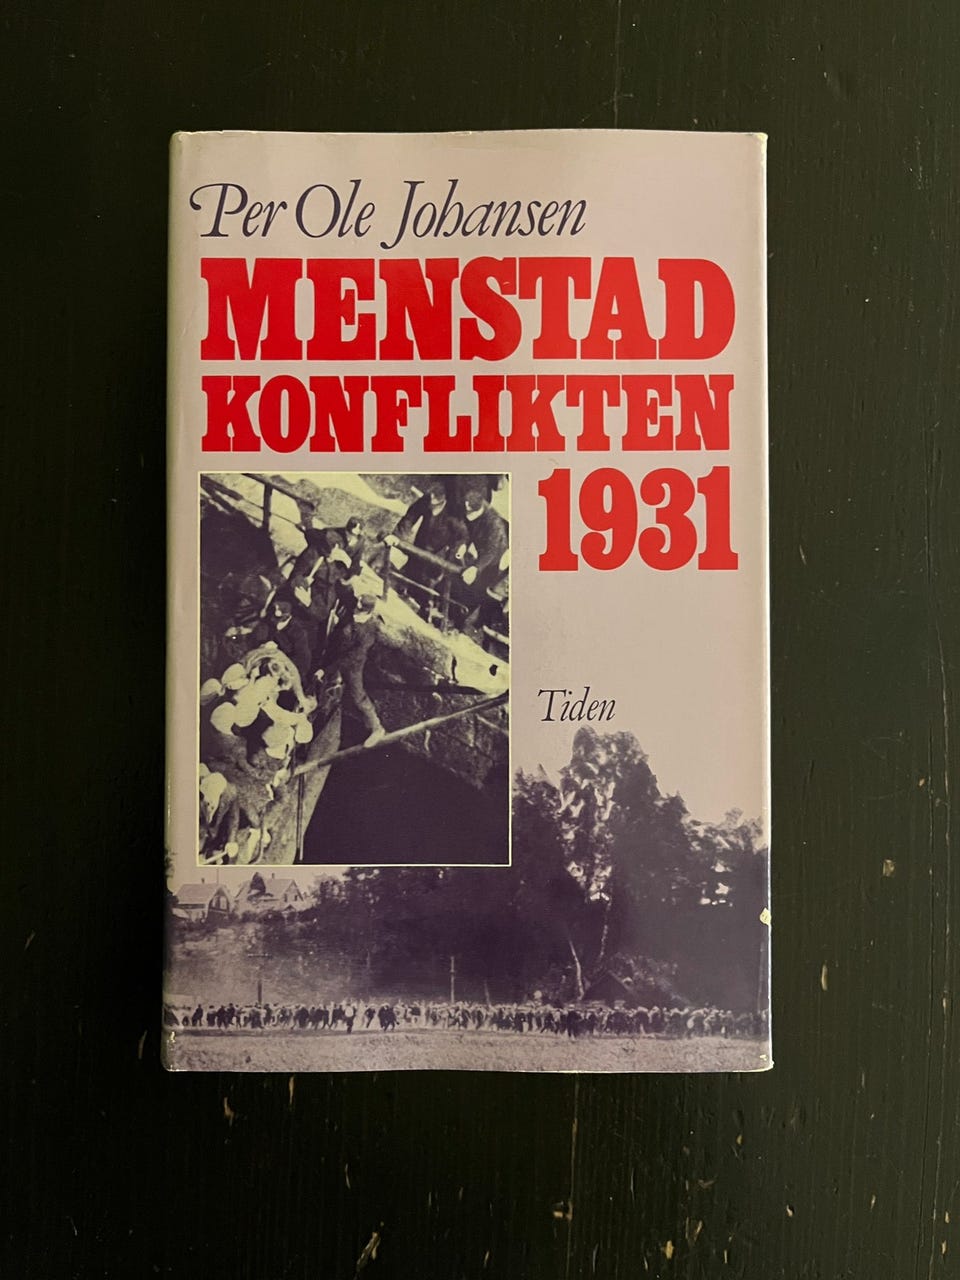 Per Ole Johansen
MENSTAD
KONFLIKTEN
1931
Tiden